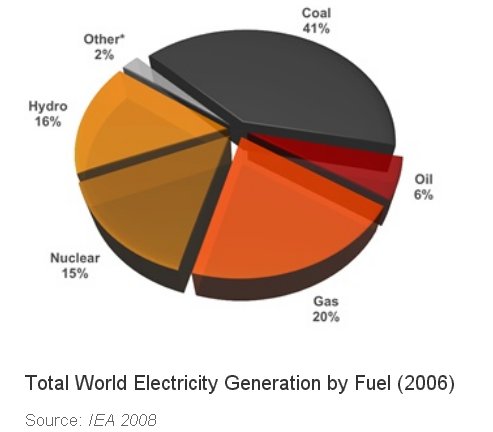 Coal
41%
Other*
2%
Hydro
16%
Oil
6%
Nuclear
15%
Gas
20%
Total World Electricity Generation by Fuel (2006)
Source: IEA 2008